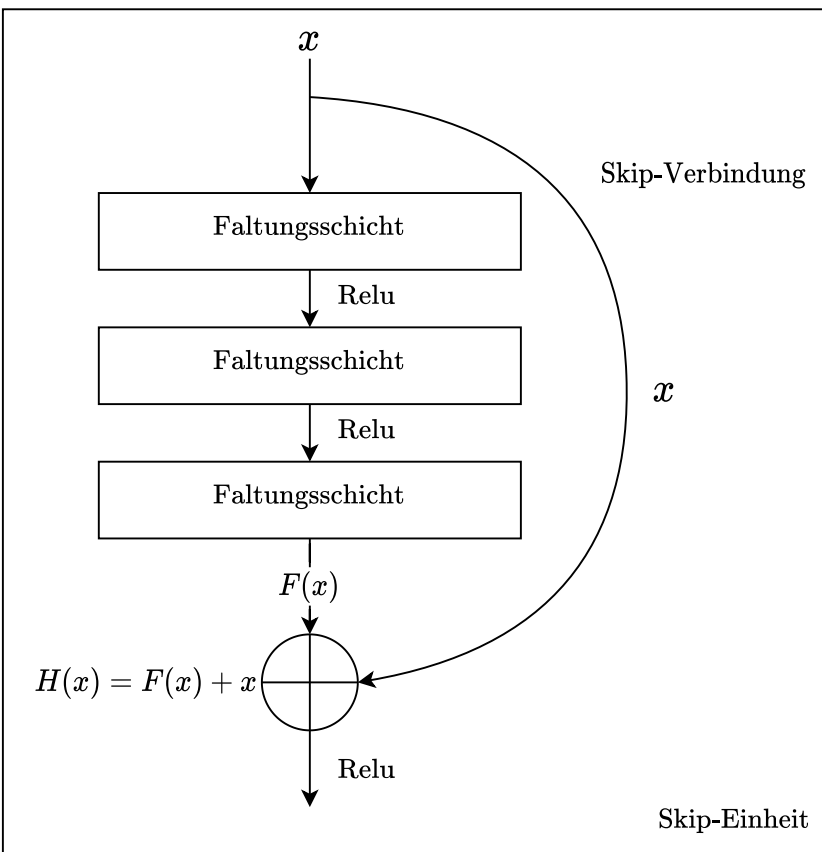 x
Skip-Verbindung
Faltungsschicht
Relu
Faltungsschicht
x
Relu
Faltungsschicht
F(x)
H(x) = F(x) + x
Relu
Skip-Einheit